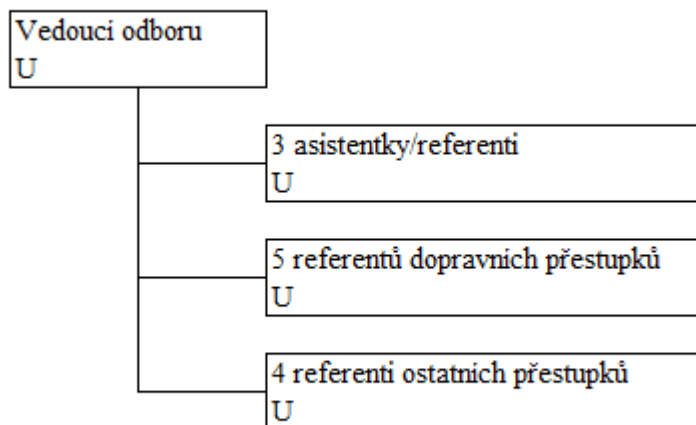 Vedoucí odboru
U
3 asistentky/referenti
U
5 referentů dopravních přestupků
U
4 referenti ostatních přestupků
U